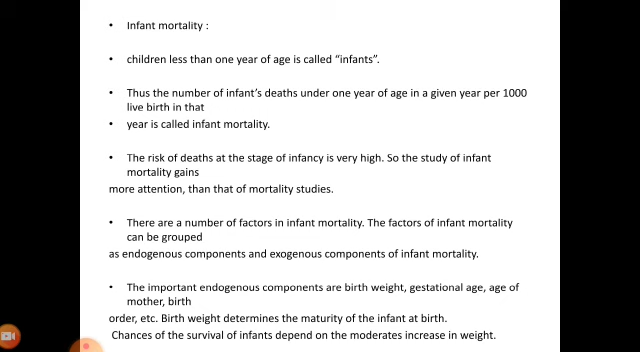 • Infant mortality :
• children less than one year of age is called “infants”.
• Thus the number of infant’s deaths under one year of age in a given year per 1000
live birth in that
• year is called infant mortality.
• The risk of deaths at the stage of infancy is very high. So the study of infant
mortality gains
more attention, than that of mortality studies.
• There are a number of factors in infant mortality. The factors of infant mortality
can be grouped
as endogenous components and exogenous components of infant mortality.
• The important endogenous components are birth weight, gestational age, age of
mother, birth
order, etc. Birth weight determines the maturity of the infant at birth.
Chances of the survival of infants depend on the moderates increase in weight.